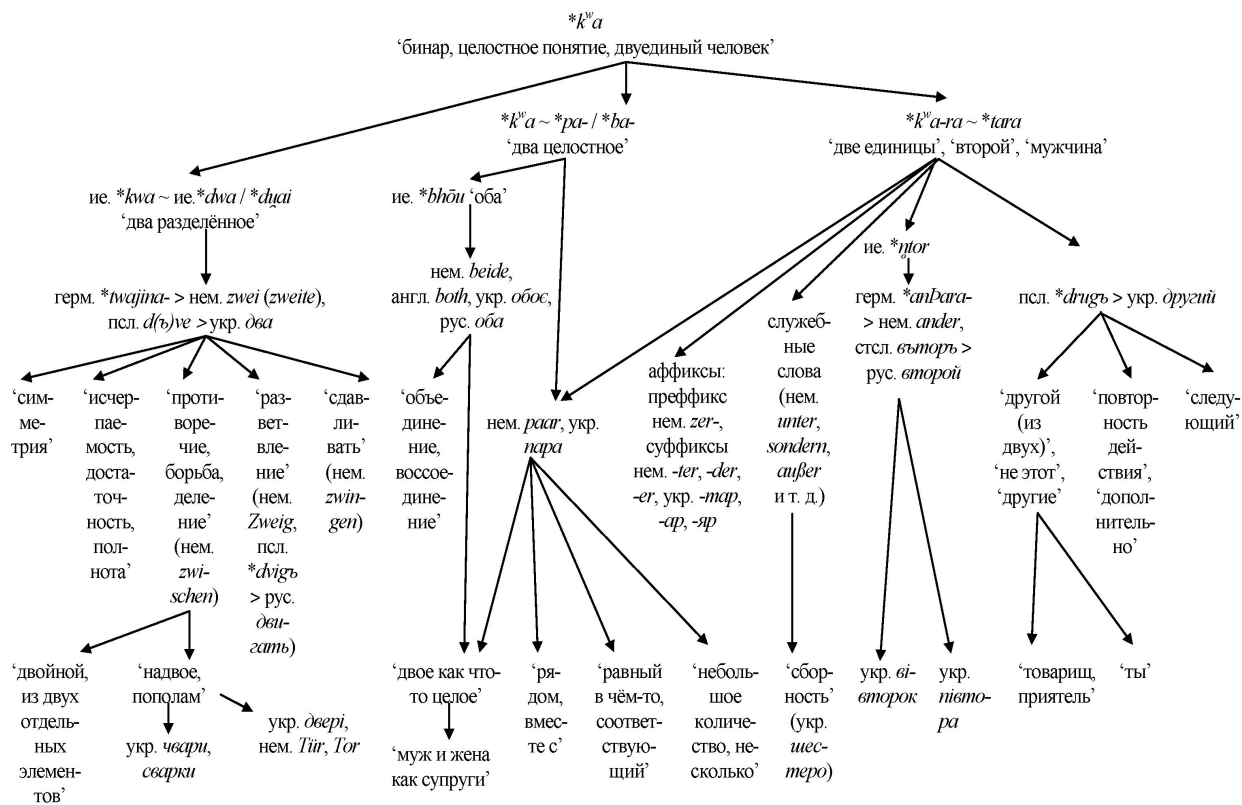 *kʷa
‘бинар, целостное понятие, двуединый человек’
*kʷa ~ *pa- / *ba-
‘два целостное’
*kʷa-ra ~ *tara
‘две единицы’, ‘второй’, ‘мужчина’
ие. *kwa ~ ие.*dwa / *du̯ai
‘два разделённое’
ие. *bhōu ‘оба’
ие. *n̥tor
герм. *twajina- > нем. zwei (zweite),
псл. d(ъ)ve > укр. два
нем. beide,
англ. both, укр. обоє,
рус. оба
служеб-
ные
слова
(нем.
unter,
sondern,
außer
и т. д.)
герм. *anÞara-
> нем. ander,
стсл. въторъ >
рус. второй
псл. *drugъ > укр. другий
‘сим-
ме-
трия’
‘исчер-
пае-
мость,
доста-
точ-
ность,
пол-
нота’
‘проти-
воре-
чие,
борьба,
деле-
ние’
(нем.
zwi-
schen)
‘раз-
вет-
вле-
ние’
(нем.
Zweig,
псл.
*dvigъ
> рус.
дви-
гать)
‘сдав-
ли-
вать’
(нем.
zwin-
gen)
‘объе-
дине-
ние,
воссое-
дине-
ние’
нем. paar, укр.
пара
аффиксы:
преффикс
нем. zer-,
суффиксы
нем. -ter, -der,
-er, укр. -тар,
-ар, -яр
‘другой
(из
двух)’,
‘не этот’,
‘другие’
‘повтор-
ность
дей-
ствия’,
‘допол-
нитель-
но’
‘следу-
ющий’
‘двойной,
из двух
отдель-
ных
элемен-
тов’
‘надвое,
пополам’
укр. чвари,
сварки
укр. двері,
нем. Tür, Tor
‘двое как что-
то целое’
‘муж и жена
как супруги’
‘ря-
дом,
вмес-
те с’
‘равный
в чём-то,
соответ-
ствую-
щий’
‘неболь-
шое
количе-
ство, не-
сколько’
‘сбор-
ность’
(укр.
шес-
теро)
укр. ві-
второк
укр.
півто-
ра
‘товарищ,
приятель’
‘ты’